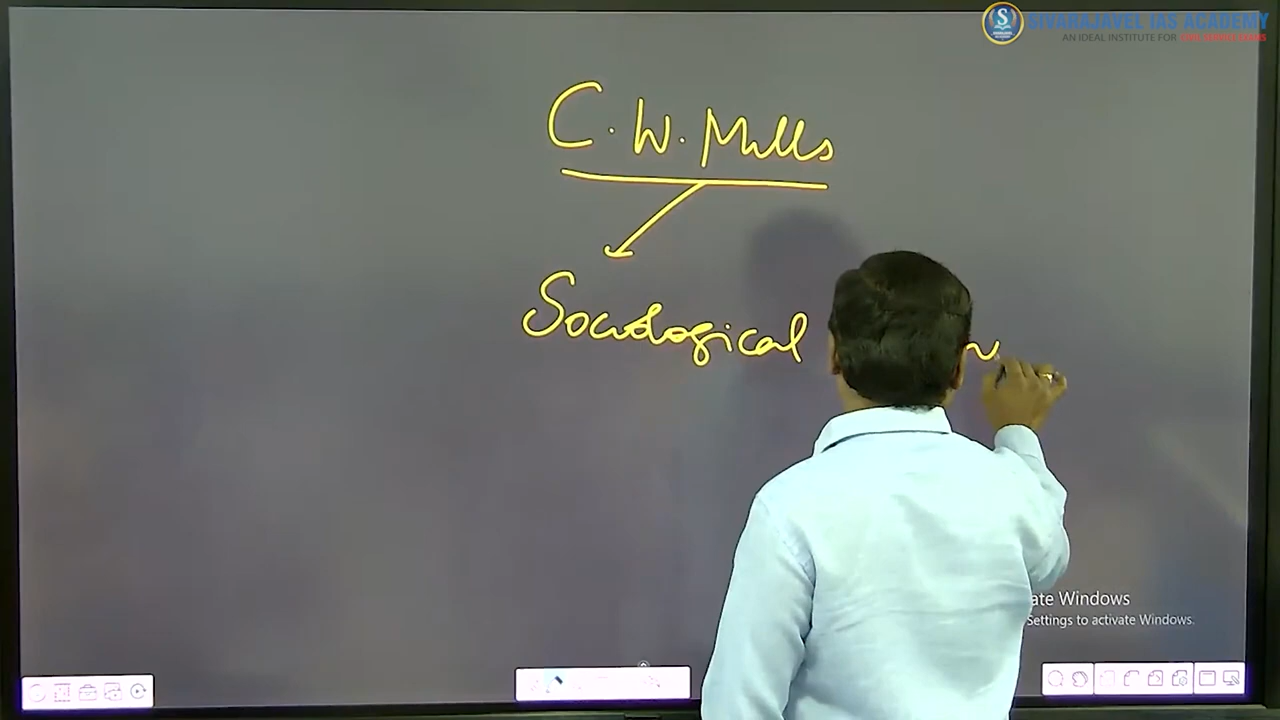 SIVARAJAVEL IAS ACADEMY
AN IDEAL INSTITUTE FOR
C. W. Mills
Sociological
ate Windows
Settings to activate Windows.